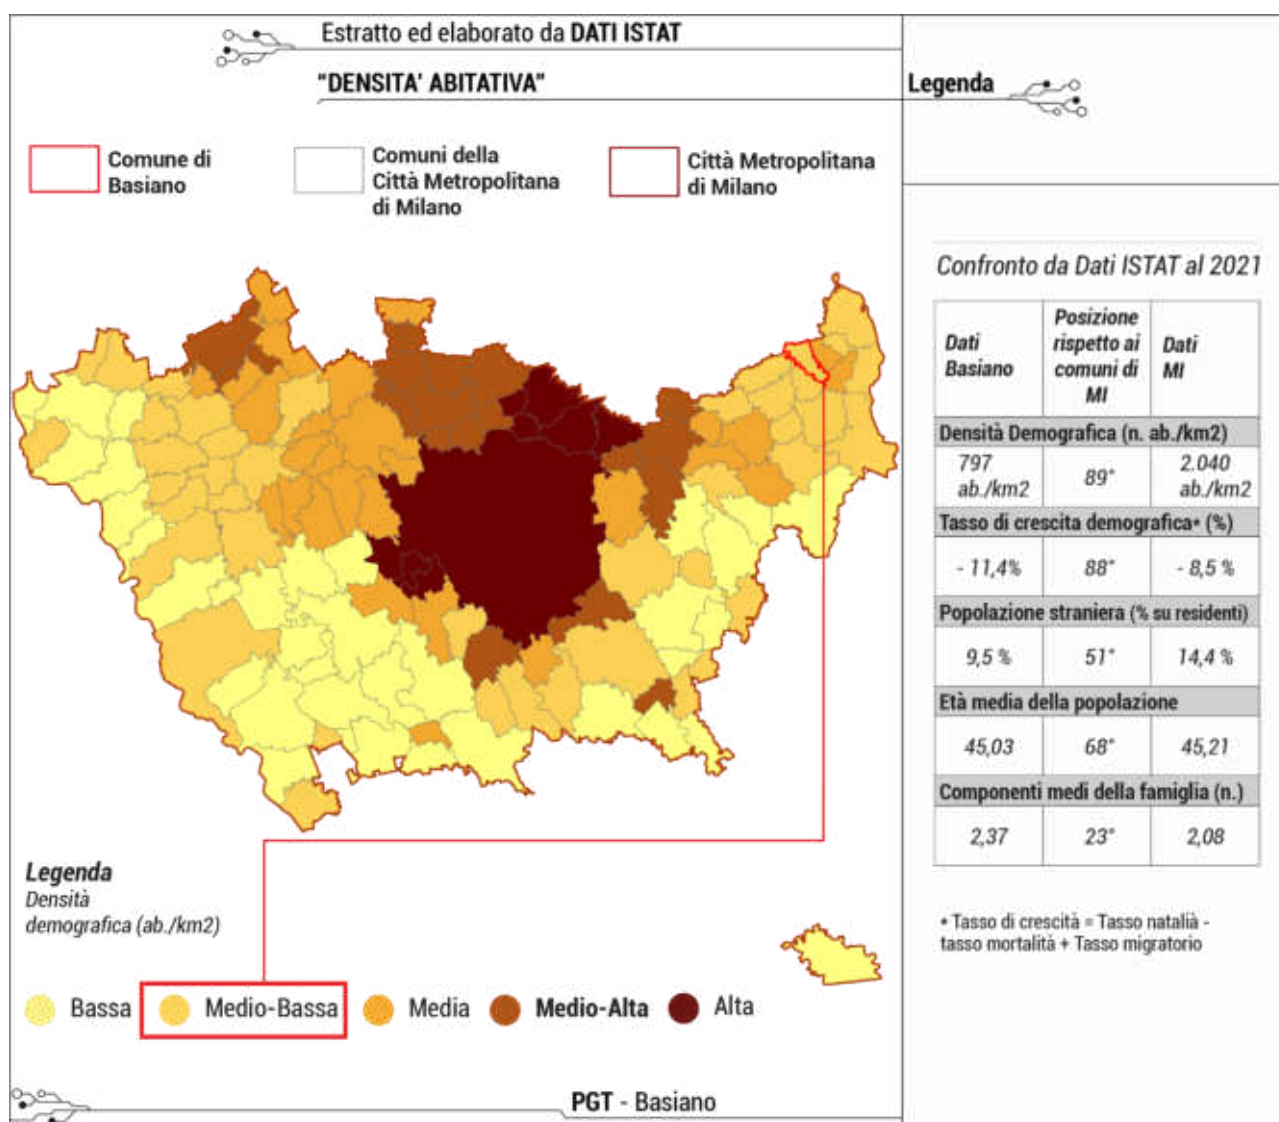 Estratto ed elaborato da DATI ISTAT
"DENSITA' ABITATIVA"
Legenda
Comune di
Basiano
Comuni della
Città Metropolitana
di Milano
Città Metropolitana
di Milano
Confronto da Dati ISTAT al 2021
Dati
Basiano
Posizione
rispetto ai
comuni di
MI
Dati
MI
Densità Demografica (n. ab./km2)
797
ab./km2
89°
2.040
ab./km2
Tasso di crescita demografica* (%)
- 11,4%
88°
- 8,5 %
Popolazione straniera (% su residenti)
9,5 %
51°
14,4 %
Età media della popolazione
45,03
68°
45,21
Componenti medi della famiglia (n.)
2,37
23°
2,08
* Tasso di crescità = Tasso natalià -
tasso mortalità + Tasso migratorio
Legenda
Densità
demografica (ab./km2)
Bassa
Medio-Bassa
Media
Medio-Alta
Alta
PGT - Basiano